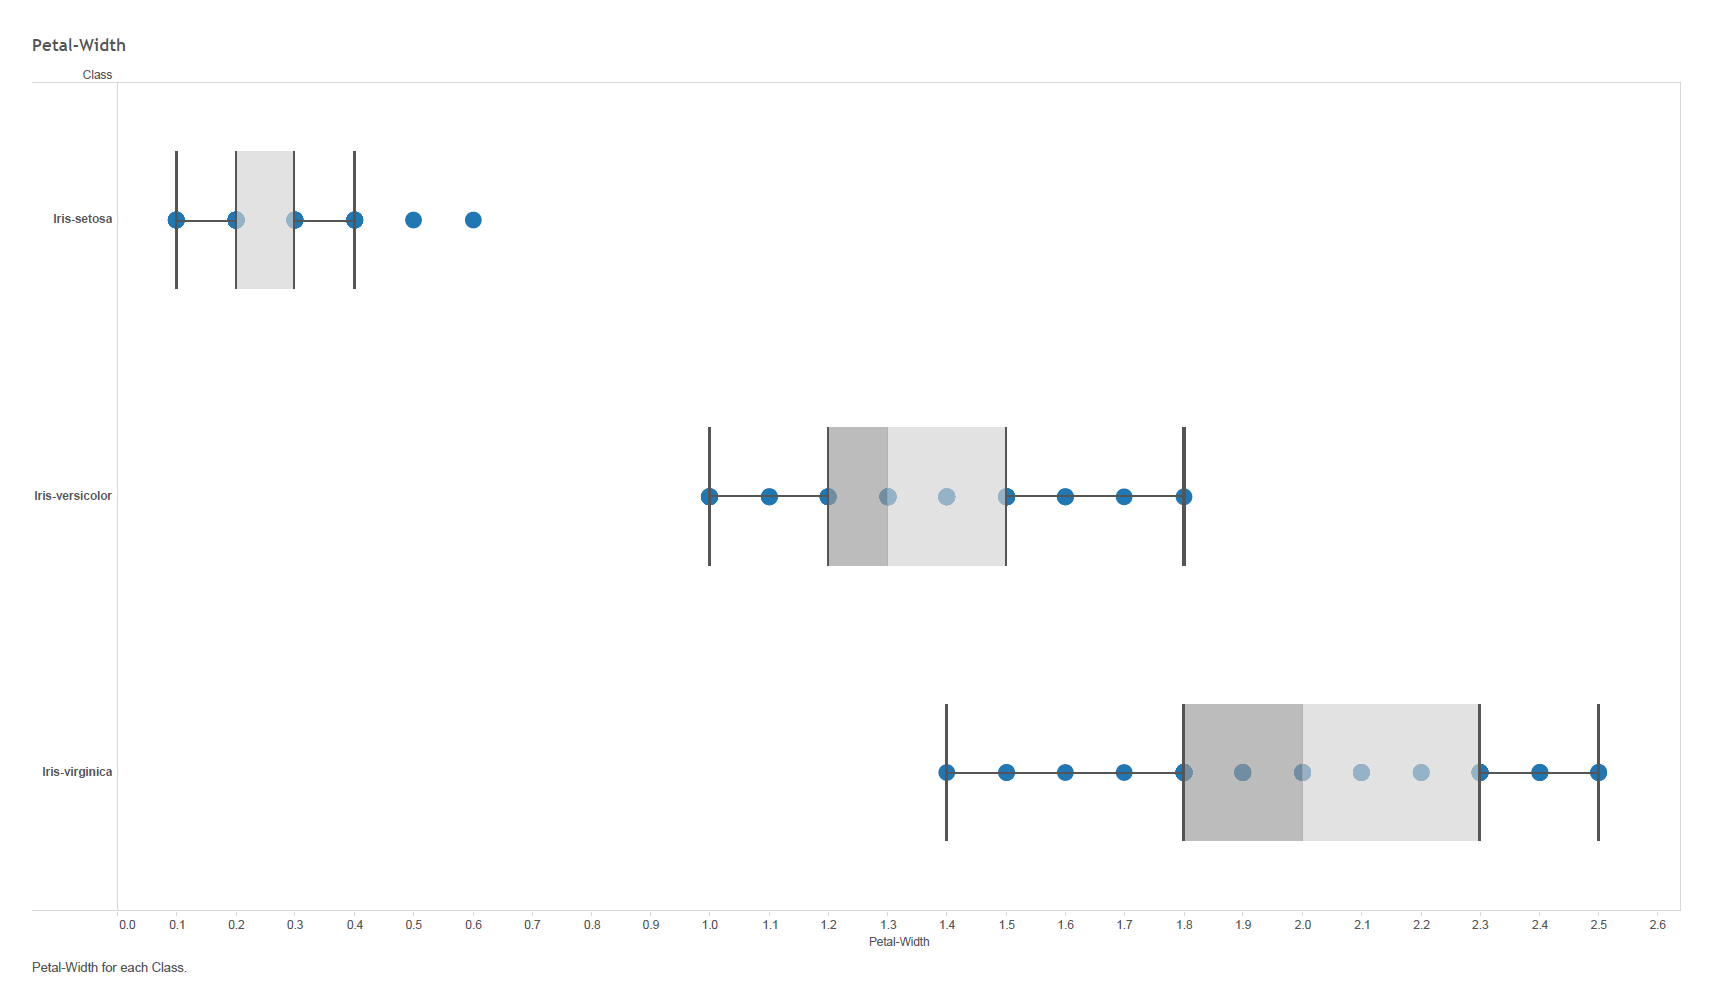 Petal-Width
Class
Iris-setosa
Iris-versicolor
Iris-virginica
0.0 0.1 0.2 0.3 0.4 0.5 0.6 0.7 0.8 0.9 1.0 1.1 1.2 1.3 1.4 1.5 1.6 1.7 1.8 1.9 2.0 2.1 2.2 2.3 2.4 2.5 2.6
Petal-Width
Petal-Width for each Class.